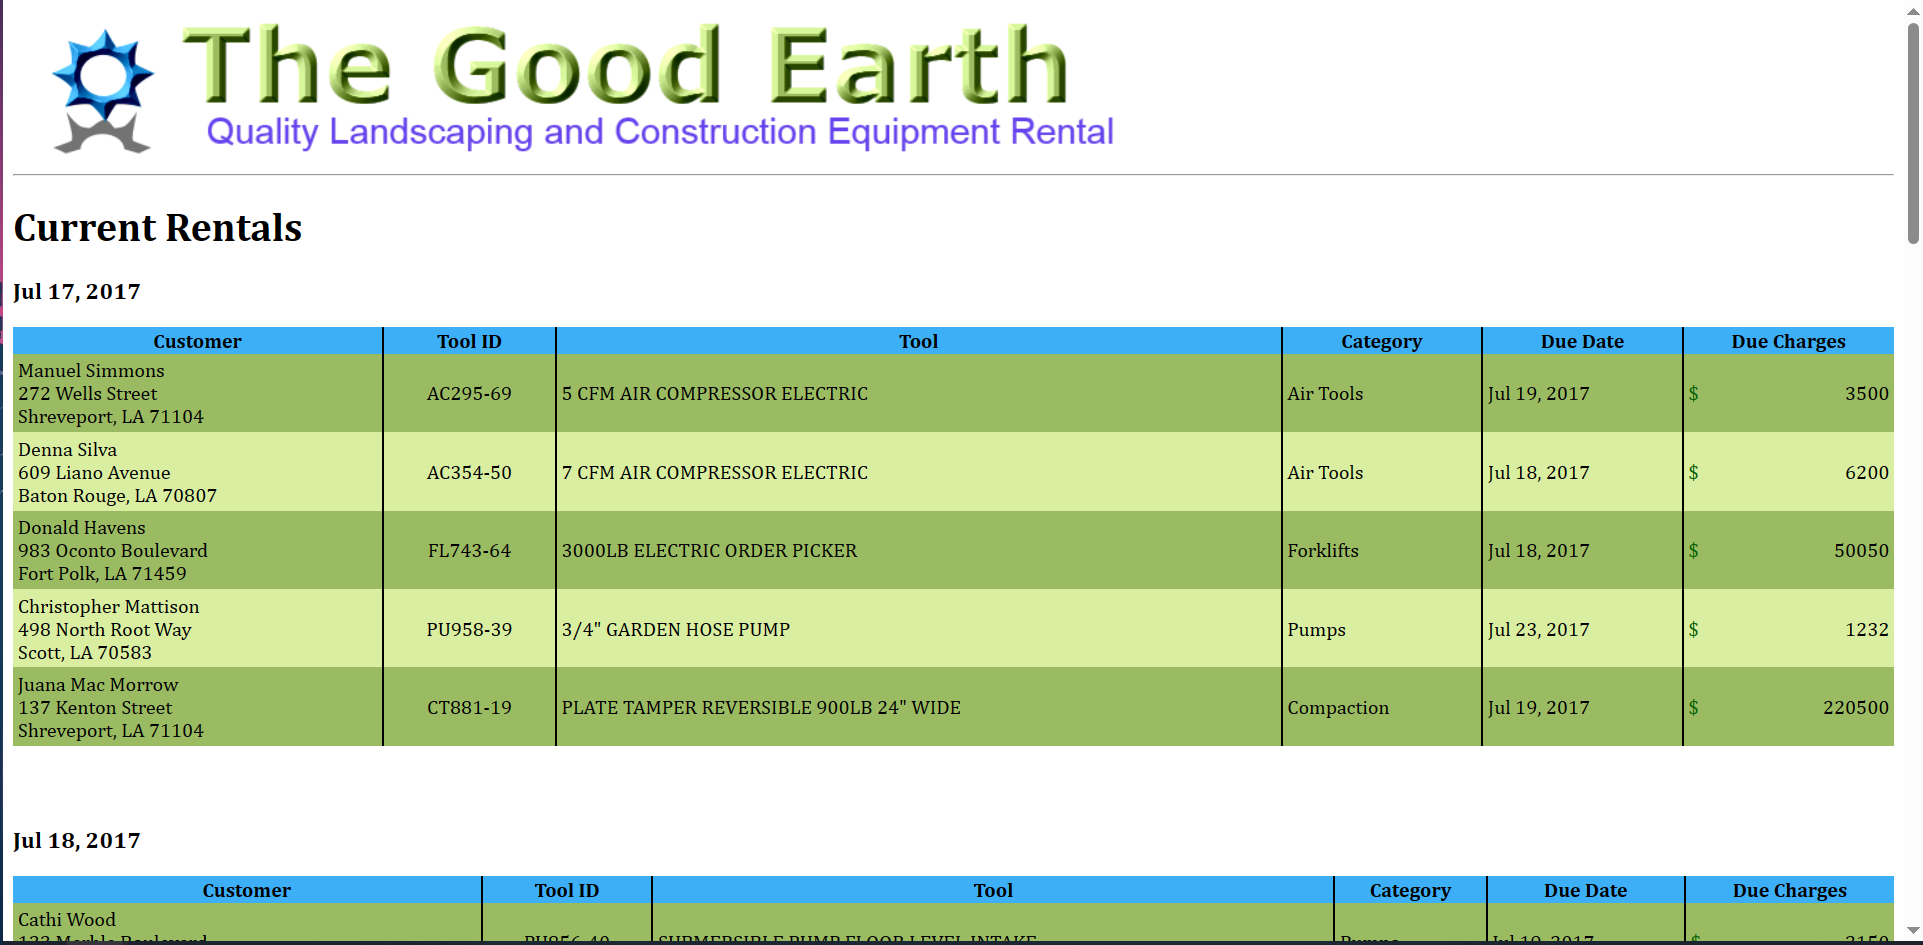 The Good Earth
Quality Landscaping and Construction Equipment Rental
Current Rentals
Jul 17, 2017
Customer Tool ID Tool Category Due Date Due Charges
Manuel Simmons
272 Wells Street
Shreveport, LA 71104
AC295-69 5 CFM AIR COMPRESSOR ELECTRIC Air Tools Jul 19, 2017 $ 3500
Denna Silva
609 Liano Avenue
Baton Rouge, LA 70807
AC354-50 7 CFM AIR COMPRESSOR ELECTRIC Air Tools Jul 18, 2017 $ 6200
Donald Havens
983 Oconto Boulevard
Fort Polk, LA 71459
FL743-64 3000LB ELECTRIC ORDER PICKER Forklifts Jul 18, 2017 $ 50050
Christopher Mattison
498 North Root Way
Scott, LA 70583
PU958-39 3/4" GARDEN HOSE PUMP Pumps Jul 23, 2017 $ 1232
Juana Mac Morrow
137 Kenton Street
Shreveport, LA 71104
CT881-19 PLATE TAMPER REVERSIBLE 900LB 24" WIDE Compaction Jul 19, 2017 $ 220500
Jul 18, 2017
Customer Tool ID Tool Category Due Date Due Charges
Cathi Wood
SUBMERSIBLE PUMP FLOOR LEVEL INTAKE Pumps $